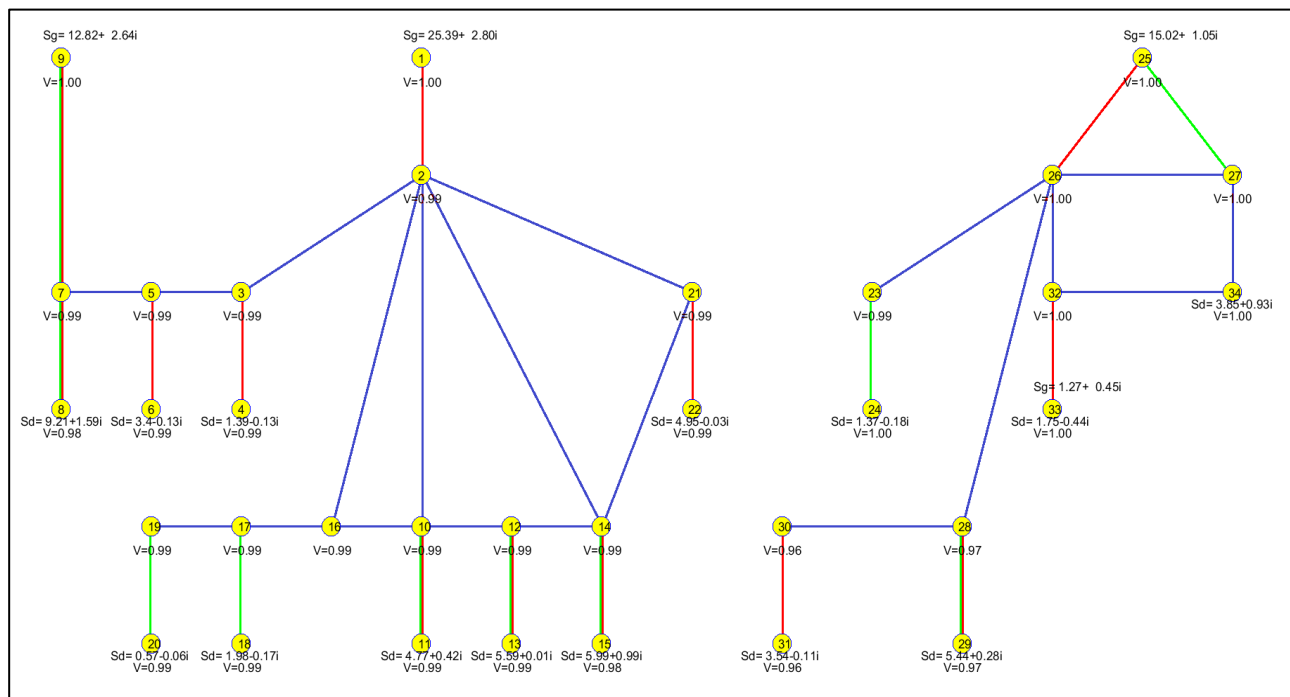 Sg= 12.82+ 2.64i
Sg= 25.39+ 2.80i
Sg= 15.02+ 1.05i
9
1
25
V=1.00
V=1.00
V=1.00
2
26
27
V=0.99
V=1.00
V=1.00
7
5
3
21
23
32
34
V=0.99
V=0.99
V=0.99
V=0.99
V=0.99
V=1.00
Sd= 3.85+0.93i
V=1.00
Sg= 1.27+ 0.45i
8
6
4
22
24
33
Sd= 9.21+1.59i
Sd= 3.4-0.13i
Sd= 1.39-0.13i
Sd= 4.95-0.03i
Sd= 1.37-0.18i
Sd= 1.75-0.44i
V=0.98
V=0.99
V=0.99
V=0.99
V=1.00
V=1.00
19
17
16
10
12
14
30
28
V=0.99
V=0.99
V=0.99
V=0.99
V=0.99
V=0.99
V=0.96
V=0.97
20
18
11
13
15
31
29
Sd= 0.57-0.06i
Sd= 1.98-0.17i
Sd= 4.77+0.42i
Sd= 5.59+0.01i
Sd= 5.99+0.99i
Sd= 3.54-0.11i
Sd= 5.44+0.28i
V=0.99
V=0.99
V=0.99
V=0.99
V=0.98
V=0.96
V=0.97